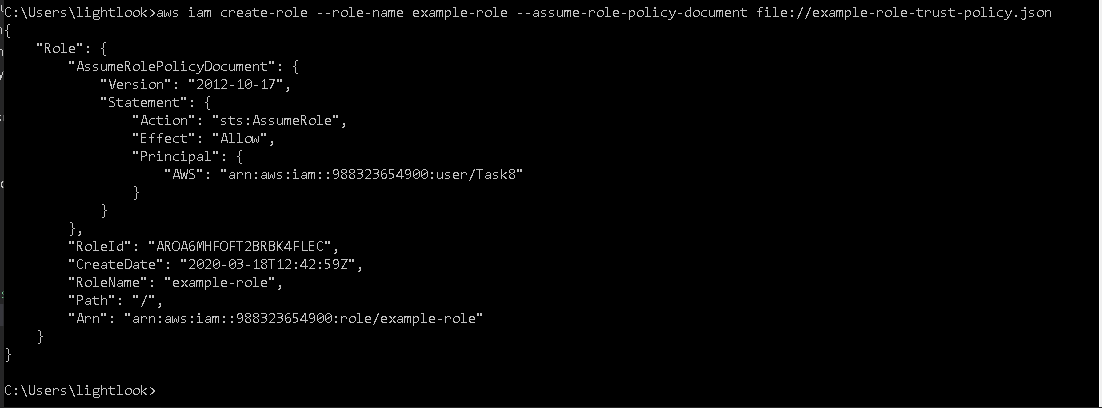 C:\Users\lightlook>aws iam create-role --role-name example-role --assume-role-policy-document file://example-role-trust-policy.json
{
    "Role": {
        "AssumeRolePolicyDocument": {
            "Version": "2012-10-17",
            "Statement": {
                "Action": "sts:AssumeRole",
                "Effect": "Allow",
                "Principal": {
                    "AWS": "arn:aws:iam::988323654900:user/Task8"
                }
            }
        },
        "RoleId": "AROA6MHFOFT2BRBK4FLEC",
        "CreateDate": "2020-03-18T12:42:59Z",
        "RoleName": "example-role",
        "Path": "/",
        "Arn": "arn:aws:iam::988323654900:role/example-role"
    }
}
C:\Users\lightlook>